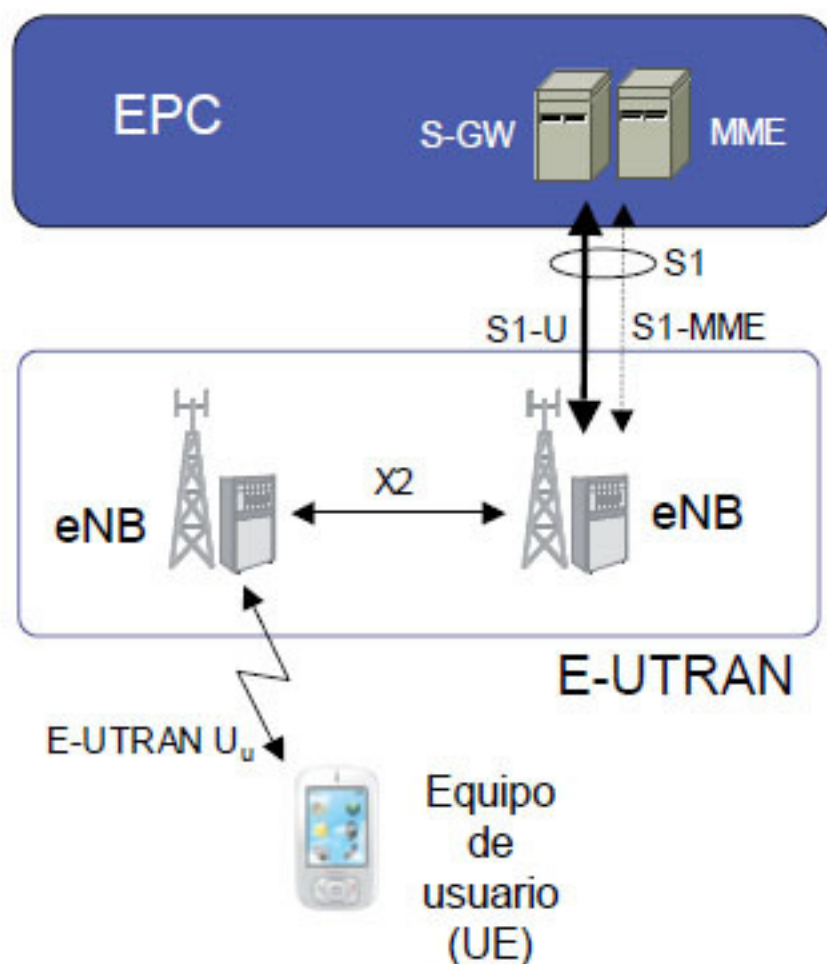 EPC
S-GW
MME
S1
S1-U
S1-MME
X2
eNB
eNB
E-UTRAN
E-UTRAN Uu
Equipo
de
usuario
(UE)